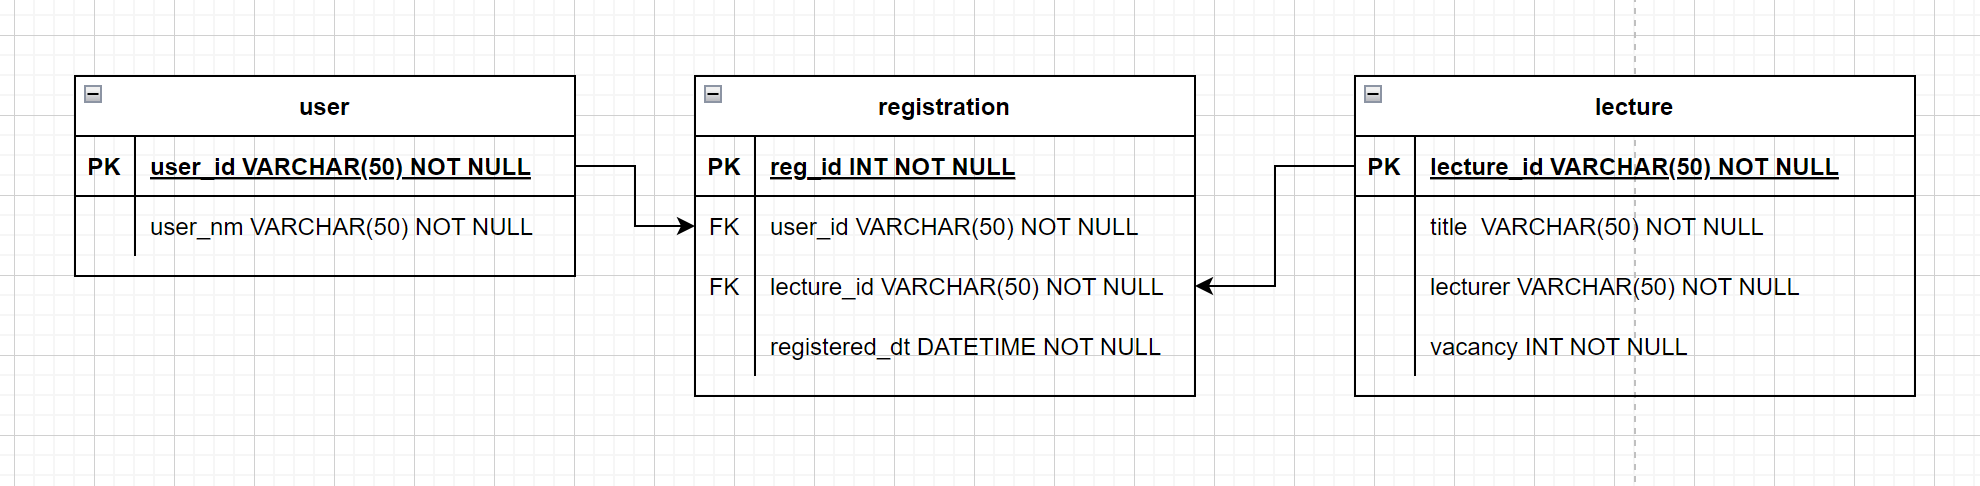 user
PK user_id VARCHAR(50) NOT NULL
user_nm VARCHAR(50) NOT NULL
registration
PK reg_id INT NOT NULL
FK user_id VARCHAR(50) NOT NULL
FK lecture_id VARCHAR(50) NOT NULL
registered_dt DATETIME NOT NULL
lecture
PK lecture_id VARCHAR(50) NOT NULL
title  VARCHAR(50) NOT NULL
lecturer VARCHAR(50) NOT NULL
vacancy INT NOT NULL